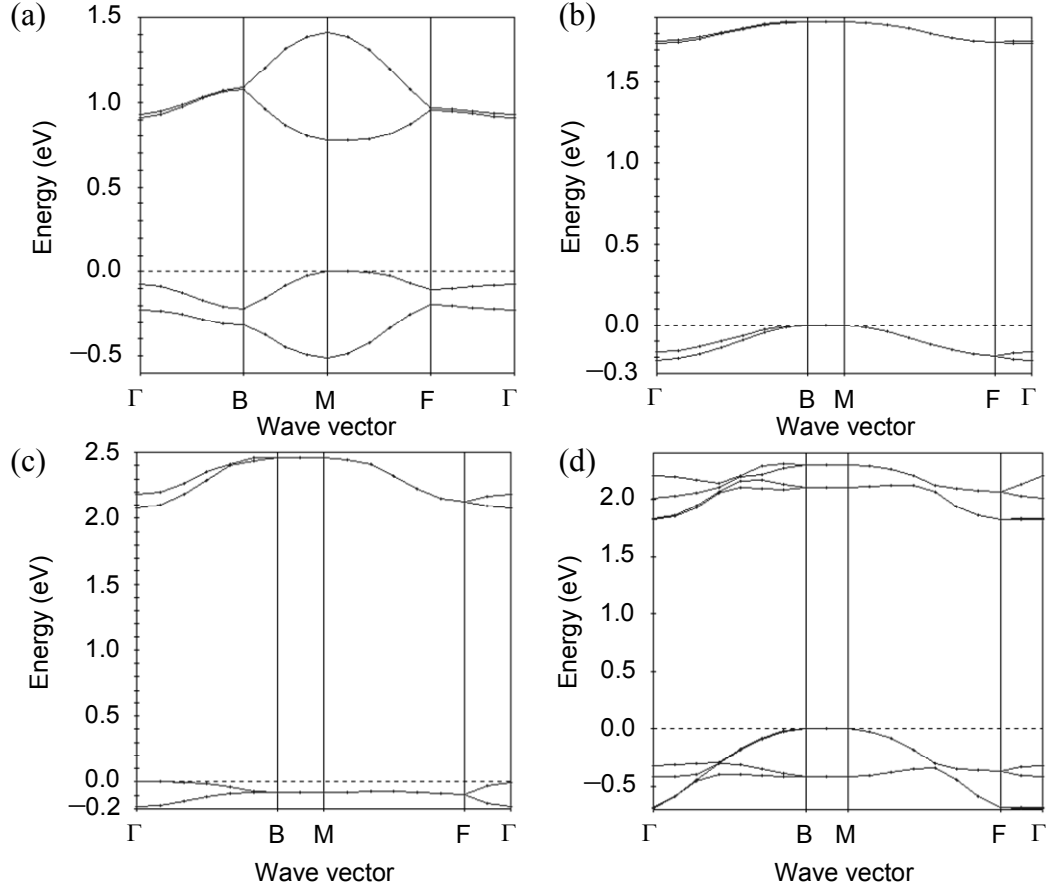 (a)
1.5
1.0
0.5
0.0
−0.5
Energy (eV)
Γ B M F Γ
Wave vector
(b)
1.5
1.0
0.5
0.0
−0.3
Energy (eV)
Γ B M F Γ
Wave vector
(c)
2.5
2.0
1.5
1.0
0.5
0.0
−0.2
Energy (eV)
Γ B M F Γ
Wave vector
(d)
2.0
1.5
1.0
0.5
0.0
−0.5
Energy (eV)
Γ B M F Γ
Wave vector